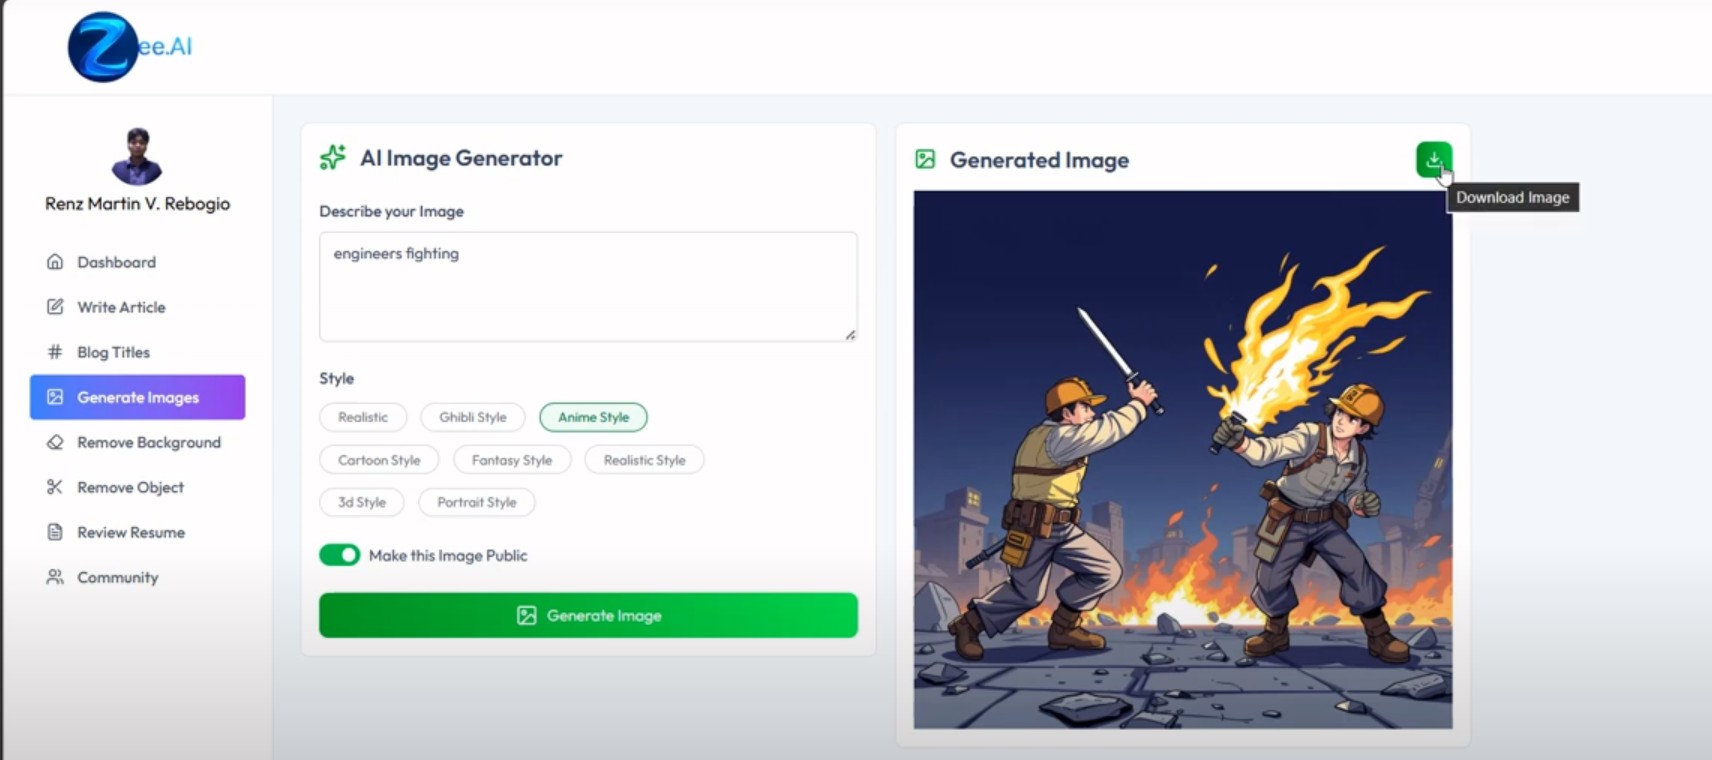 Zee.AI
Renz Martin V. Rebogio
Dashboard
Write Article
Blog Titles
Generate Images
Remove Background
Remove Object
Review Resume
Community
AI Image Generator
Describe your Image
engineers fighting
Style
Realistic
Ghibli Style
Anime Style
Cartoon Style
Fantasy Style
Realistic Style
3d Style
Portrait Style
Make this Image Public
Generate Image
Generated Image
Download Image